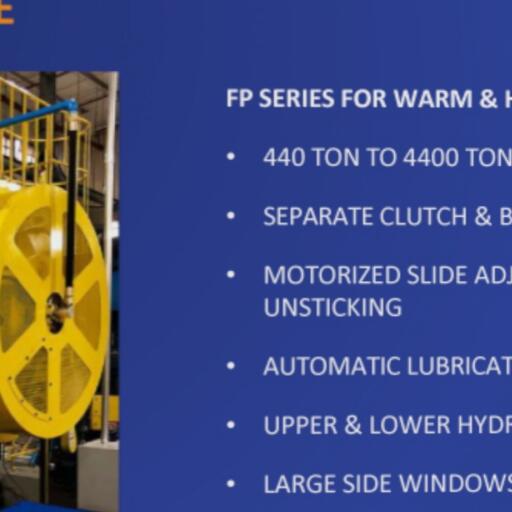 E
FP SERIES FOR WARM & H
• 440 TON TO 4400 TON
• SEPARATE CLUTCH & B
• MOTORIZED SLIDE ADJ
UNSTICKING
• AUTOMATIC LUBRICAT
• UPPER & LOWER HYDR
• LARGE SIDE WINDOWS